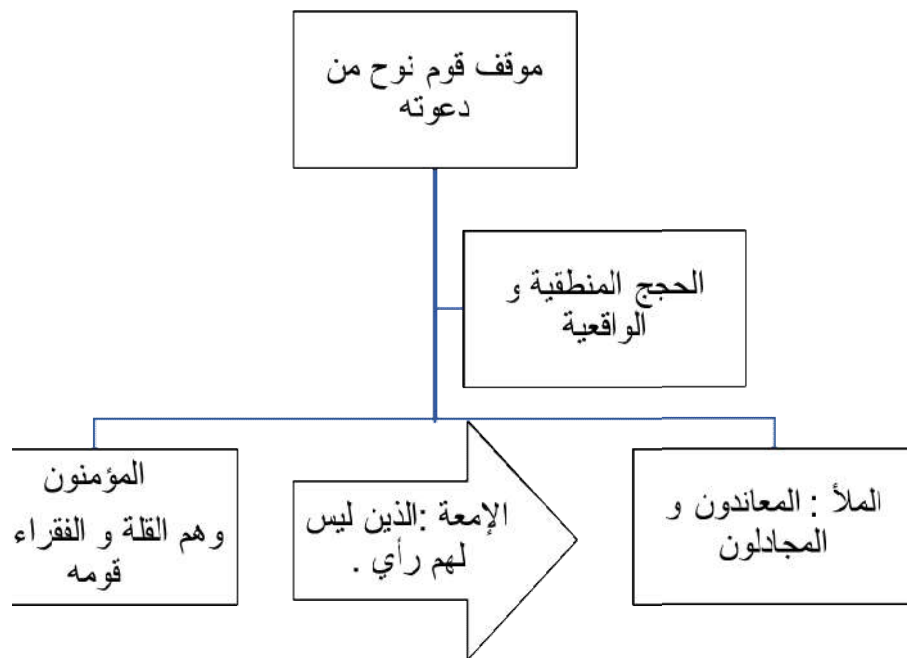 موقف قوم نوح من
دعوته
الحجج المنطقية و
الواقعية
الملأ : المعاندون و
المجادلون
الإمعة :الذين ليس
لهم رأي .
المؤمنون
وهم القلة و الفقراء
قومه